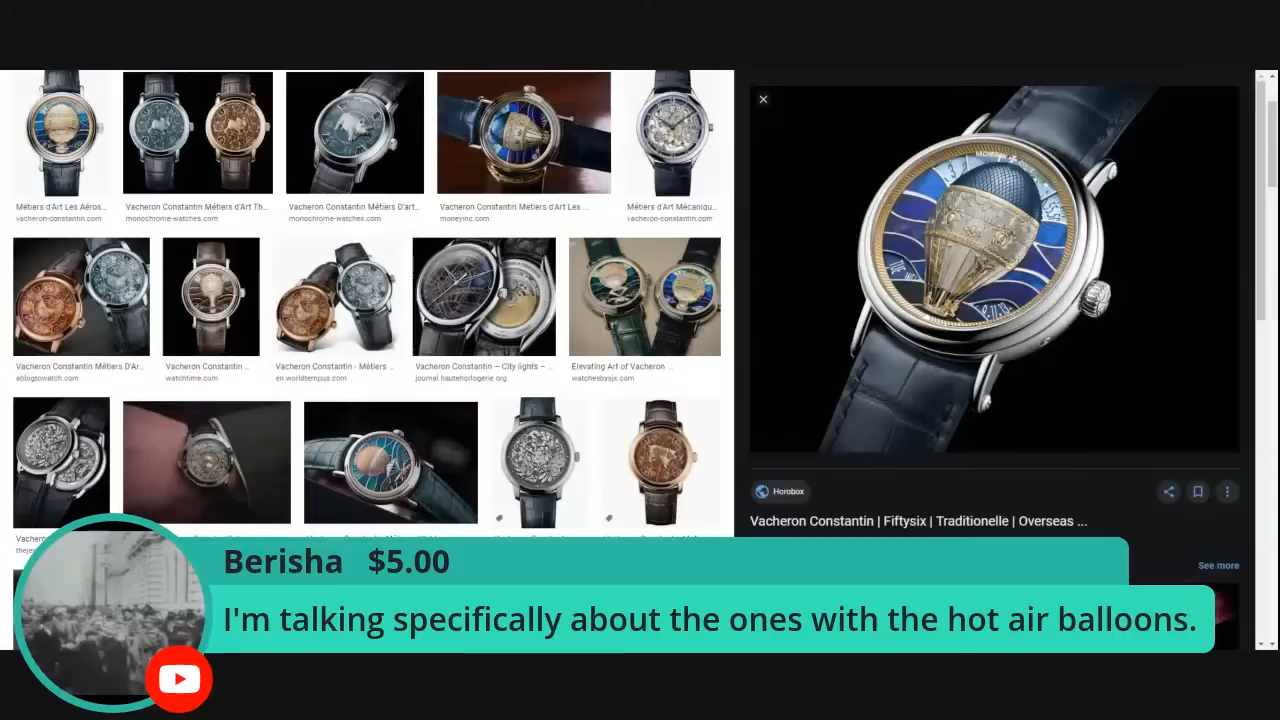 Métiers d'Art Les Aéros...
vacheron-constantin.com
Vacheron Constantin Métiers d'Art Th...
monochrome-watches.com
Vacheron Constantin Métiers D'art...
monochrome-watches.com
Vacheron Constantin Metiers d'Art Les ...
moneyinc.com
Métiers d'Art Mécaniqu...
vacheron-constantin.com
Vacheron Constantin Métiers D'Ar...
ablogtowatch.com
Vacheron Constantin ...
watchtime.com
Vacheron Constantin - Métiers ...
en.worldtempus.com
Vacheron Constantin – City lights – ...
journal.hautehorlogerie.org
Elevating Art of Vacheron ...
watchesbysjx.com
Horobox
Vacheron Constantin | Fiftysix | Traditionelle | Overseas ...
See more
Berisha $5.00
I'm talking specifically about the ones with the hot air balloons.